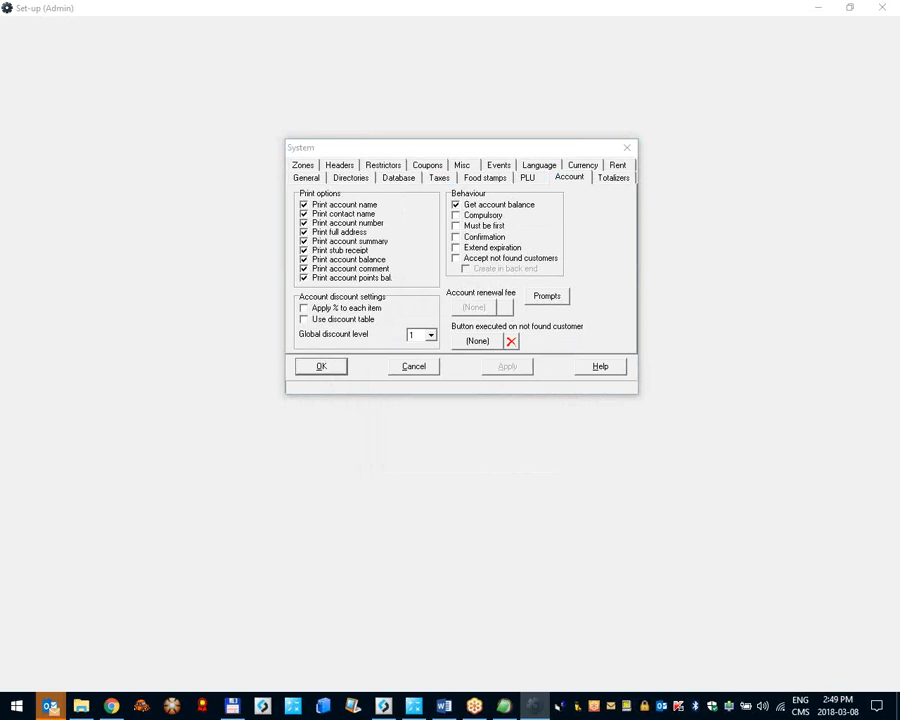 Set-up (Admin)
System
Zones Headers Restrictors Coupons Misc Events Language Currency Rent
General Directories Database Taxes Food stamps PLU Account Totalizers
Print options
Print account name
Print contact name
Print account number
Print full address
Print account summary
Print stub receipt
Print account balance
Print account comment
Print account points bal.
Behaviour
Get account balance
Compulsory
Must be first
Confirmation
Extend expiration
Accept not found customers
Create in back end
Account discount settings
Apply % to each item
Use discount table
Global discount level 1
Account renewal fee
(None)
Prompts
Button executed on not found customer
(None)
OK Cancel Apply Help
ENG 2:49 PM
CMS 2018-03-08